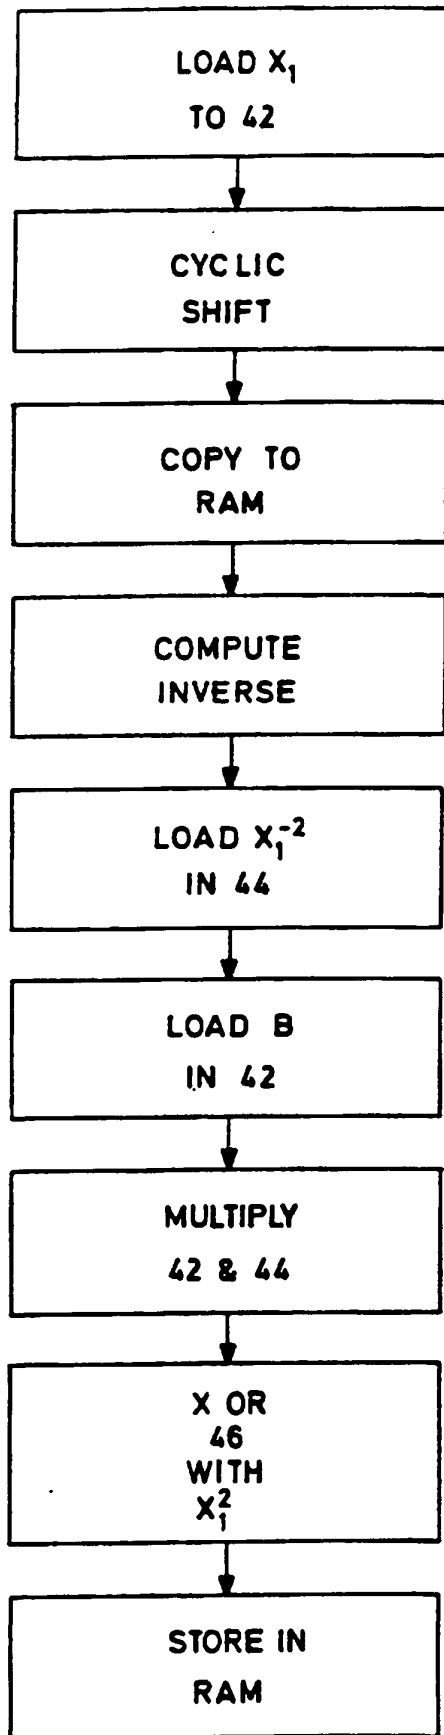 LOAD X₁
TO 42
CYCLIC
SHIFT
COPY TO
RAM
COMPUTE
INVERSE
LOAD X₁⁻²
IN 44
LOAD B
IN 42
MULTIPLY
42 & 44
X OR
46
WITH
X₁²
STORE IN
RAM